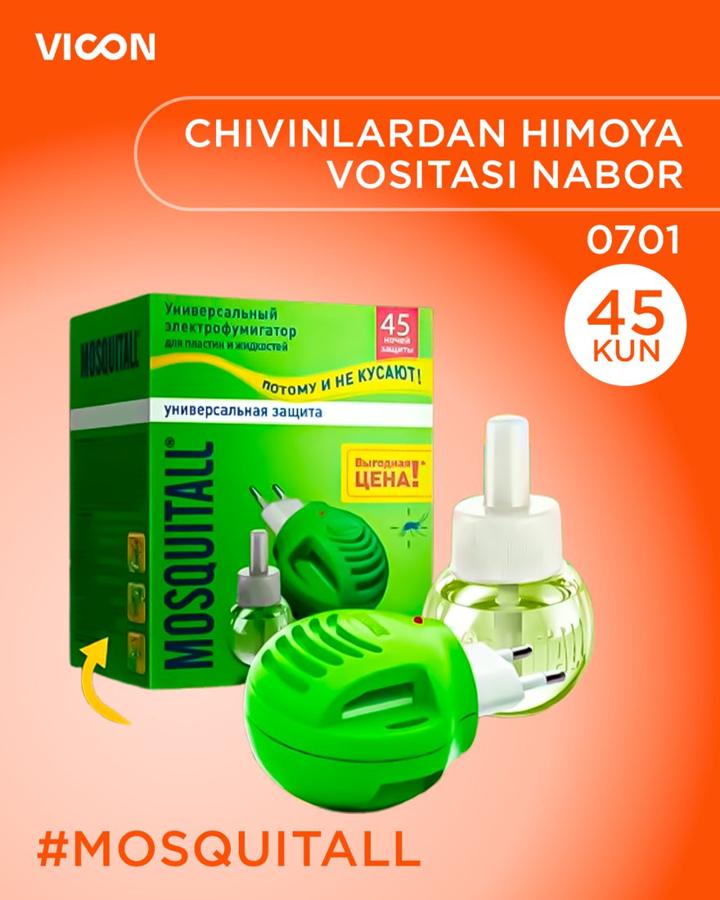 VICON
CHIVINLARDAN HIMOYA
VOSITASI NABOR
0701
45
KUN
Универсальный
электрофумигатор
для пластин и жидкостей
45
ночей
защиты
MOSQUITALL
ПОТОМУ И НЕ КУСАЮТ!
универсальная защита
MOSQUITALL®
Выгодная
ЦЕНА!*
#MOSQUITALL